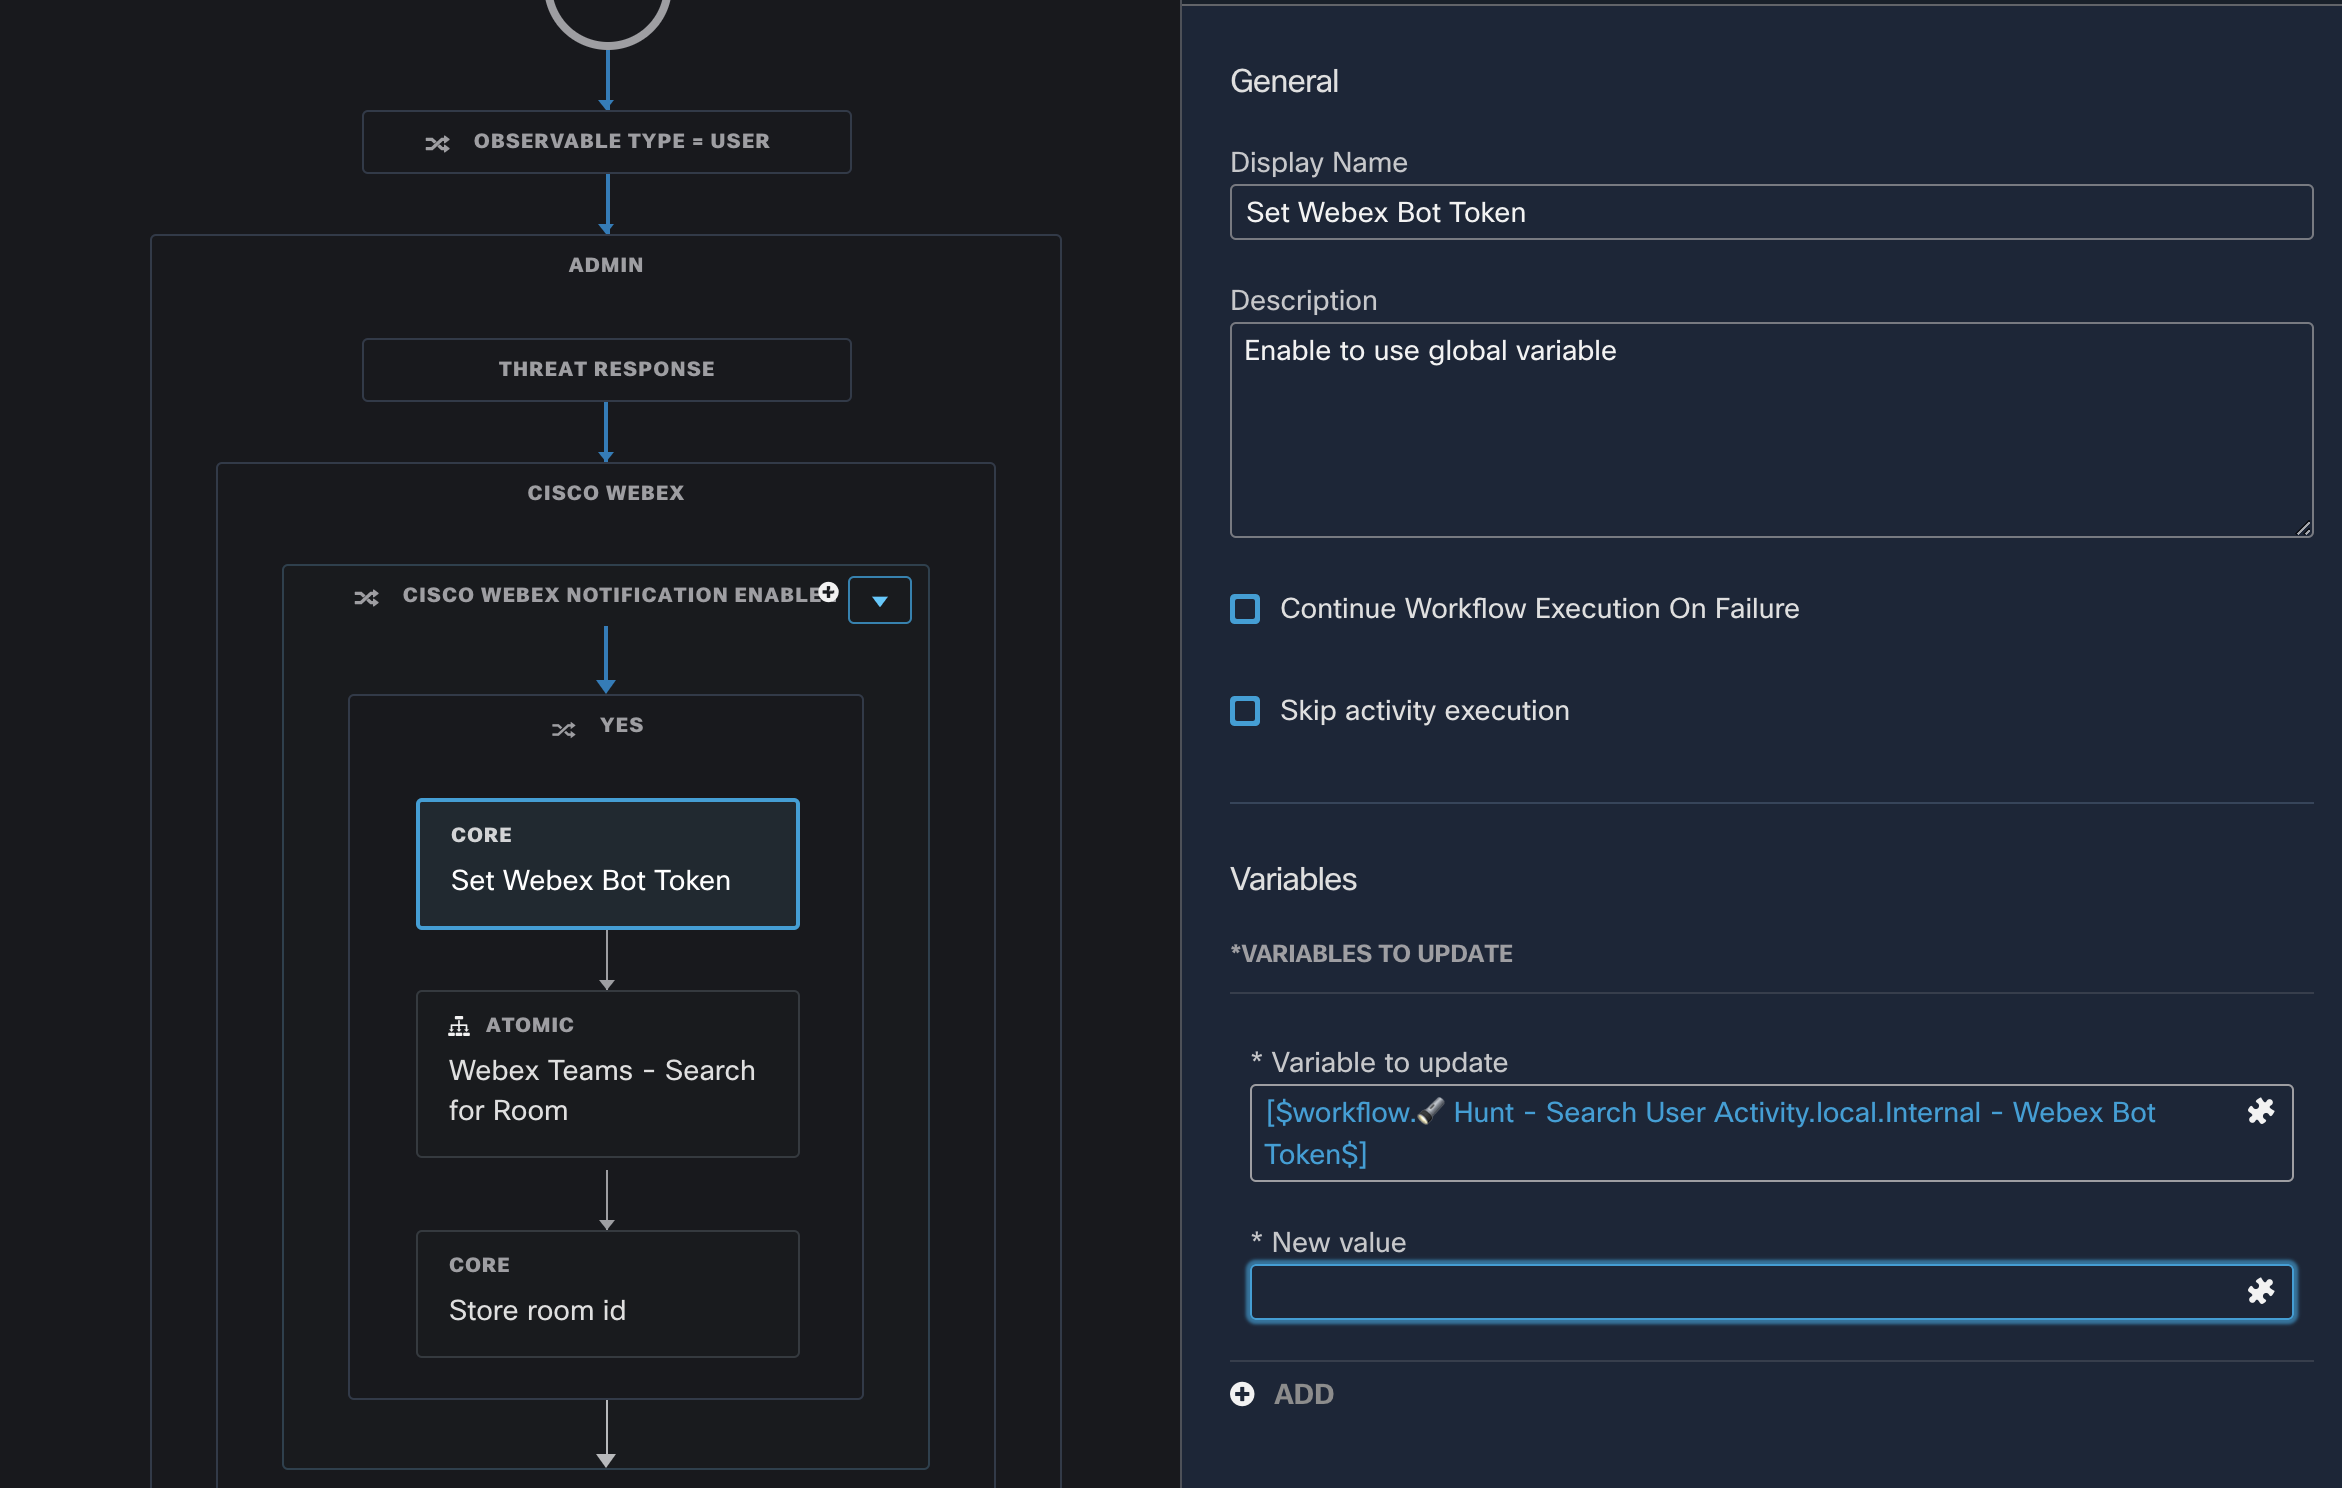 OBSERVABLE TYPE = USER
ADMIN
THREAT RESPONSE
CISCO WEBEX
CISCO WEBEX NOTIFICATION ENABLE
YES
CORE
Set Webex Bot Token
ATOMIC
Webex Teams - Search
for Room
CORE
Store room id
General
Display Name
Set Webex Bot Token
Description
Enable to use global variable
Continue Workflow Execution On Failure
Skip activity execution
Variables
*VARIABLES TO UPDATE
* Variable to update
[$workflow.🔦 Hunt - Search User Activity.local.Internal - Webex Bot
Token$]
* New value
ADD